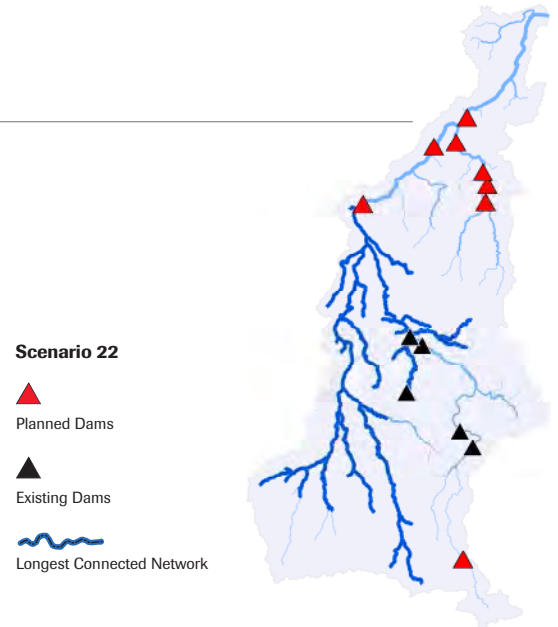 Scenario 22
Planned Dams
Existing Dams
Longest Connected Network